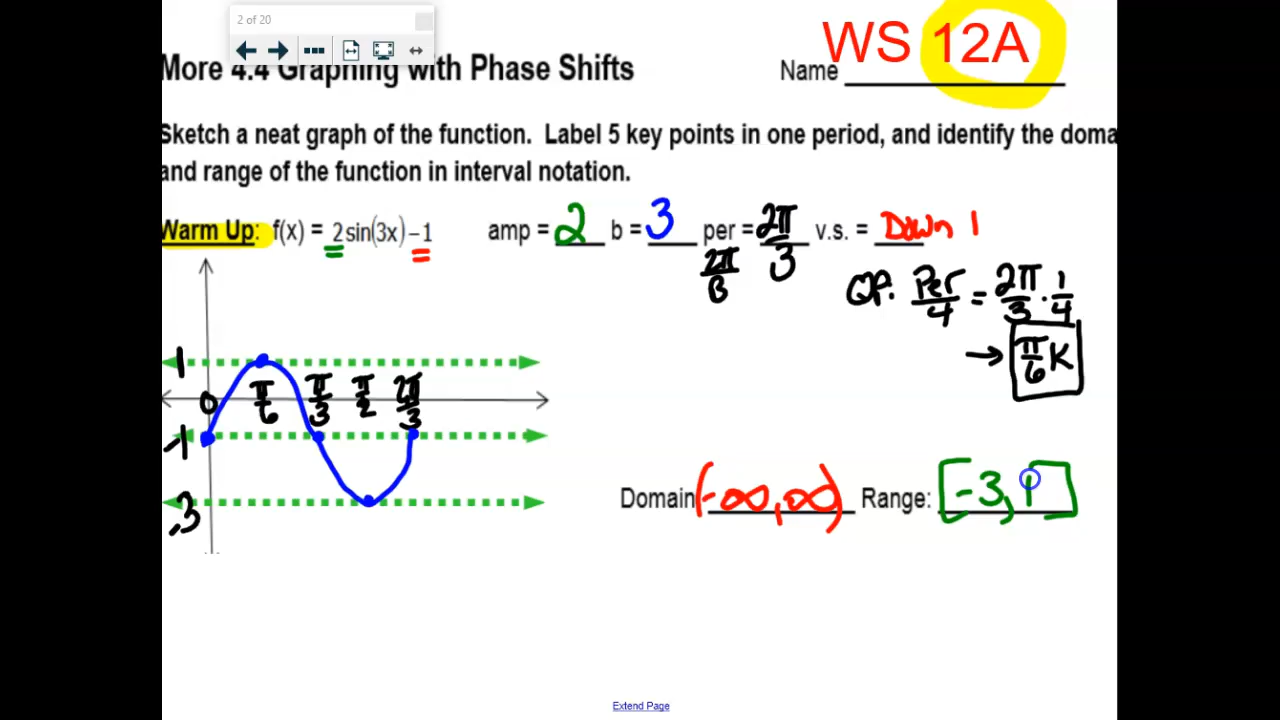 2 of 20
WS 12A
More 4.4 Graphing with Phase Shifts Name
Sketch a neat graph of the function. Label 5 key points in one period, and identify the doma
and range of the function in interval notation.
Warm Up: f(x) = 2sin(3x)-1 amp = 2 b = 3 per = 2π/3 v.s. = Down 1
2π/B
QP: Per/4 = 2π/3 · 1/4
→ π/6 K
1
0 π/6 π/3 π/2 2π/3
-1
-3
Domain (-∞,∞) Range: [-3, 1]
Extend Page